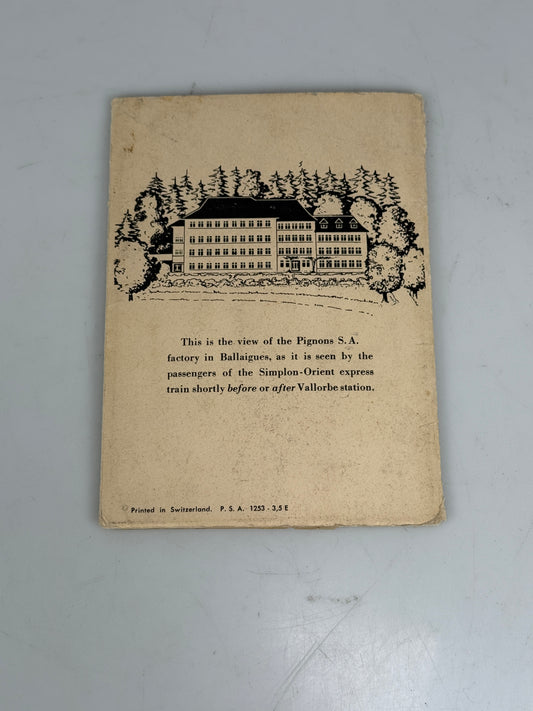 This is the view of the Pignons S. A.
factory in Ballaigues, as it is seen by the
passengers of the Simplon-Orient express
train shortly before or after Vallorbe station.
Printed in Switzerland. P. S. A. 1253 - 3,5 E